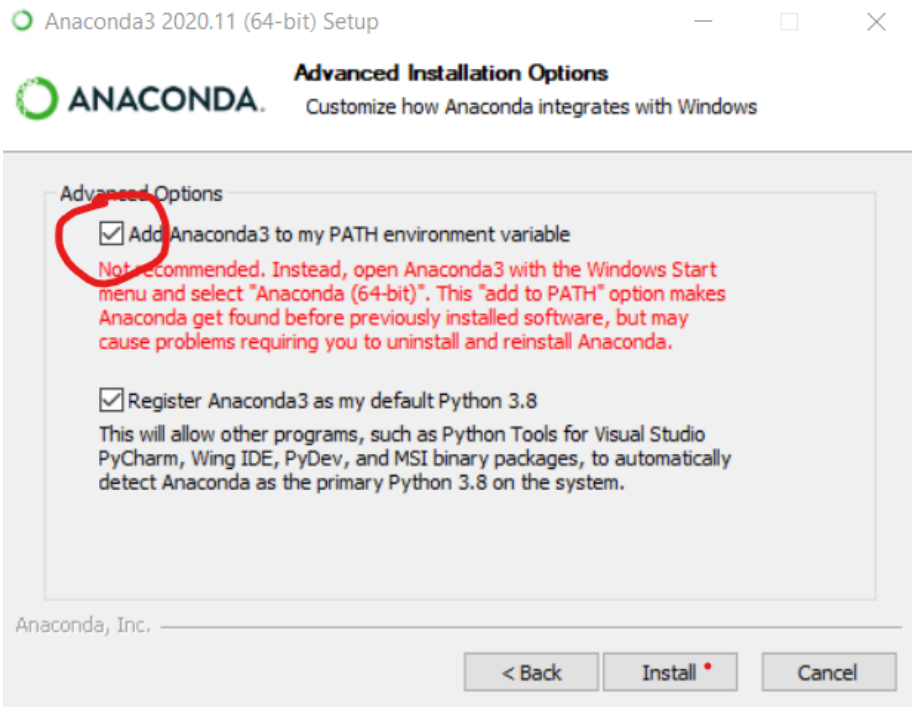 Anaconda3 2020.11 (64-bit) Setup
ANACONDA.
Advanced Installation Options
Customize how Anaconda integrates with Windows
Advanced Options
Add Anaconda3 to my PATH environment variable
Not recommended. Instead, open Anaconda3 with the Windows Start
menu and select "Anaconda (64-bit)". This "add to PATH" option makes
Anaconda get found before previously installed software, but may
cause problems requiring you to uninstall and reinstall Anaconda.
Register Anaconda3 as my default Python 3.8
This will allow other programs, such as Python Tools for Visual Studio
PyCharm, Wing IDE, PyDev, and MSI binary packages, to automatically
detect Anaconda as the primary Python 3.8 on the system.
Anaconda, Inc.
< Back
Install
Cancel